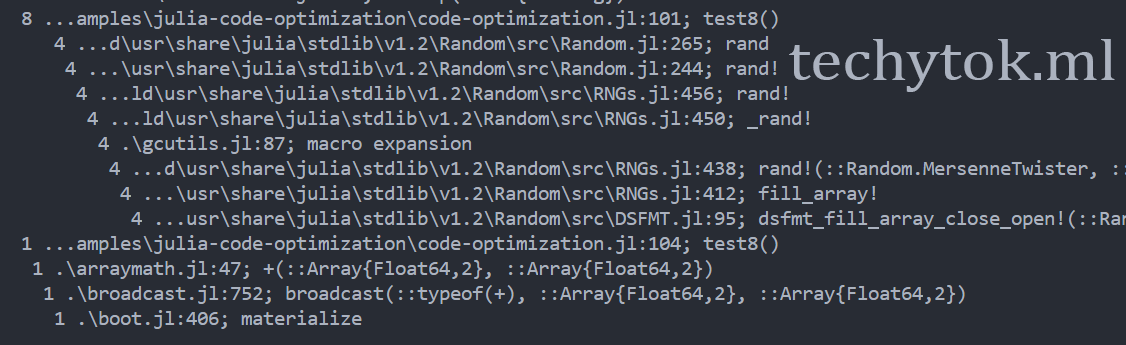 8 ...amples\julia-code-optimization\code-optimization.jl:101; test8()
4 ...d\usr\share\julia\stdlib\v1.2\Random\src\Random.jl:265; rand
4 ...\usr\share\julia\stdlib\v1.2\Random\src\Random.jl:244; rand!
techytok.ml
4 ...ld\usr\share\julia\stdlib\v1.2\Random\src\RNGs.jl:456; rand!
4 ...ld\usr\share\julia\stdlib\v1.2\Random\src\RNGs.jl:450; _rand!
4 .\gcutils.jl:87; macro expansion
4 ...d\usr\share\julia\stdlib\v1.2\Random\src\RNGs.jl:438; rand!(::Random.MersenneTwister, :
4 ...\usr\share\julia\stdlib\v1.2\Random\src\RNGs.jl:412; fill_array!
4 ...usr\share\julia\stdlib\v1.2\Random\src\DSFMT.jl:95; dsfmt_fill_array_close_open!(::Ran
1 ...amples\julia-code-optimization\code-optimization.jl:104; test8()
1 .\arraymath.jl:47; +(::Array{Float64,2}, ::Array{Float64,2})
1 .\broadcast.jl:752; broadcast(::typeof(+), ::Array{Float64,2}, ::Array{Float64,2})
1 .\boot.jl:406; materialize